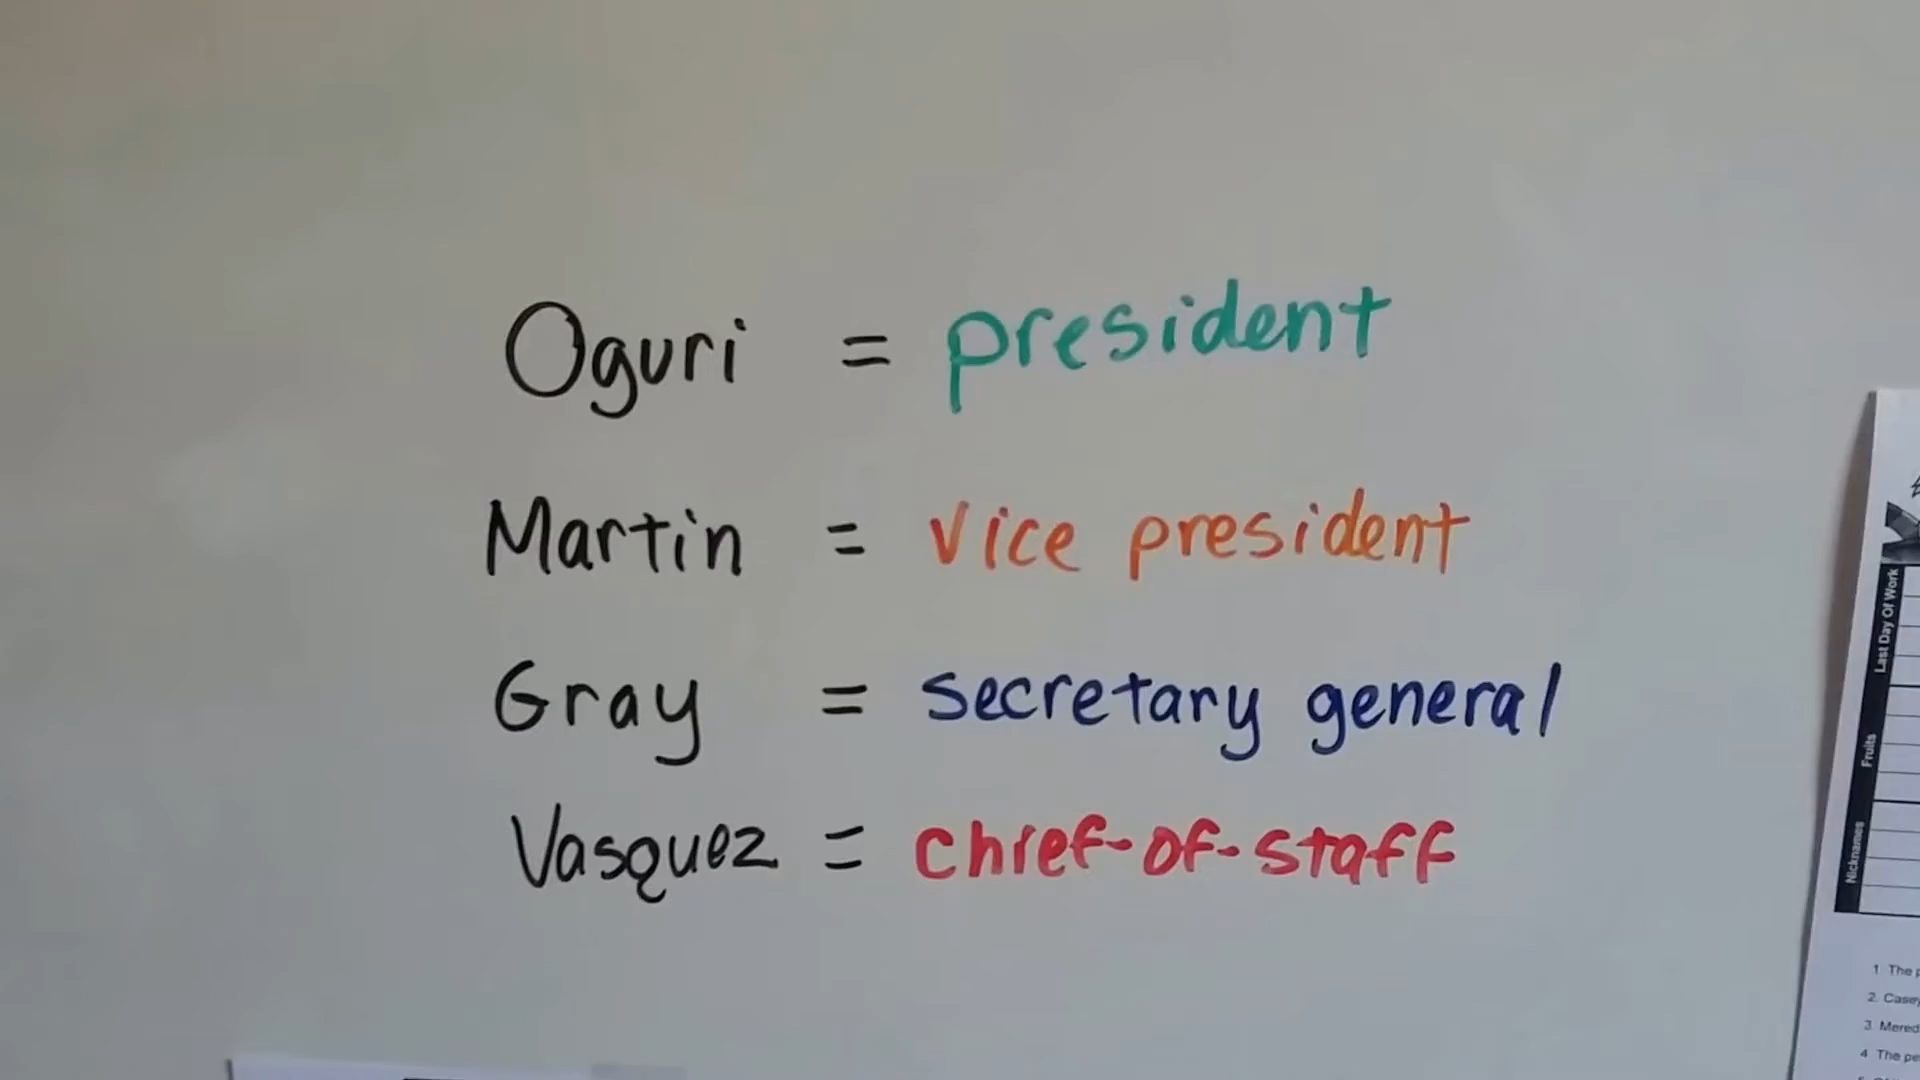 Oguri = president
Martin = vice president
Gray = secretary general
Vasquez = chief-of-staff
Last Day Of Work
Fruits
Nicknames
1 The
2. Casey
3. Mered
4 The pe